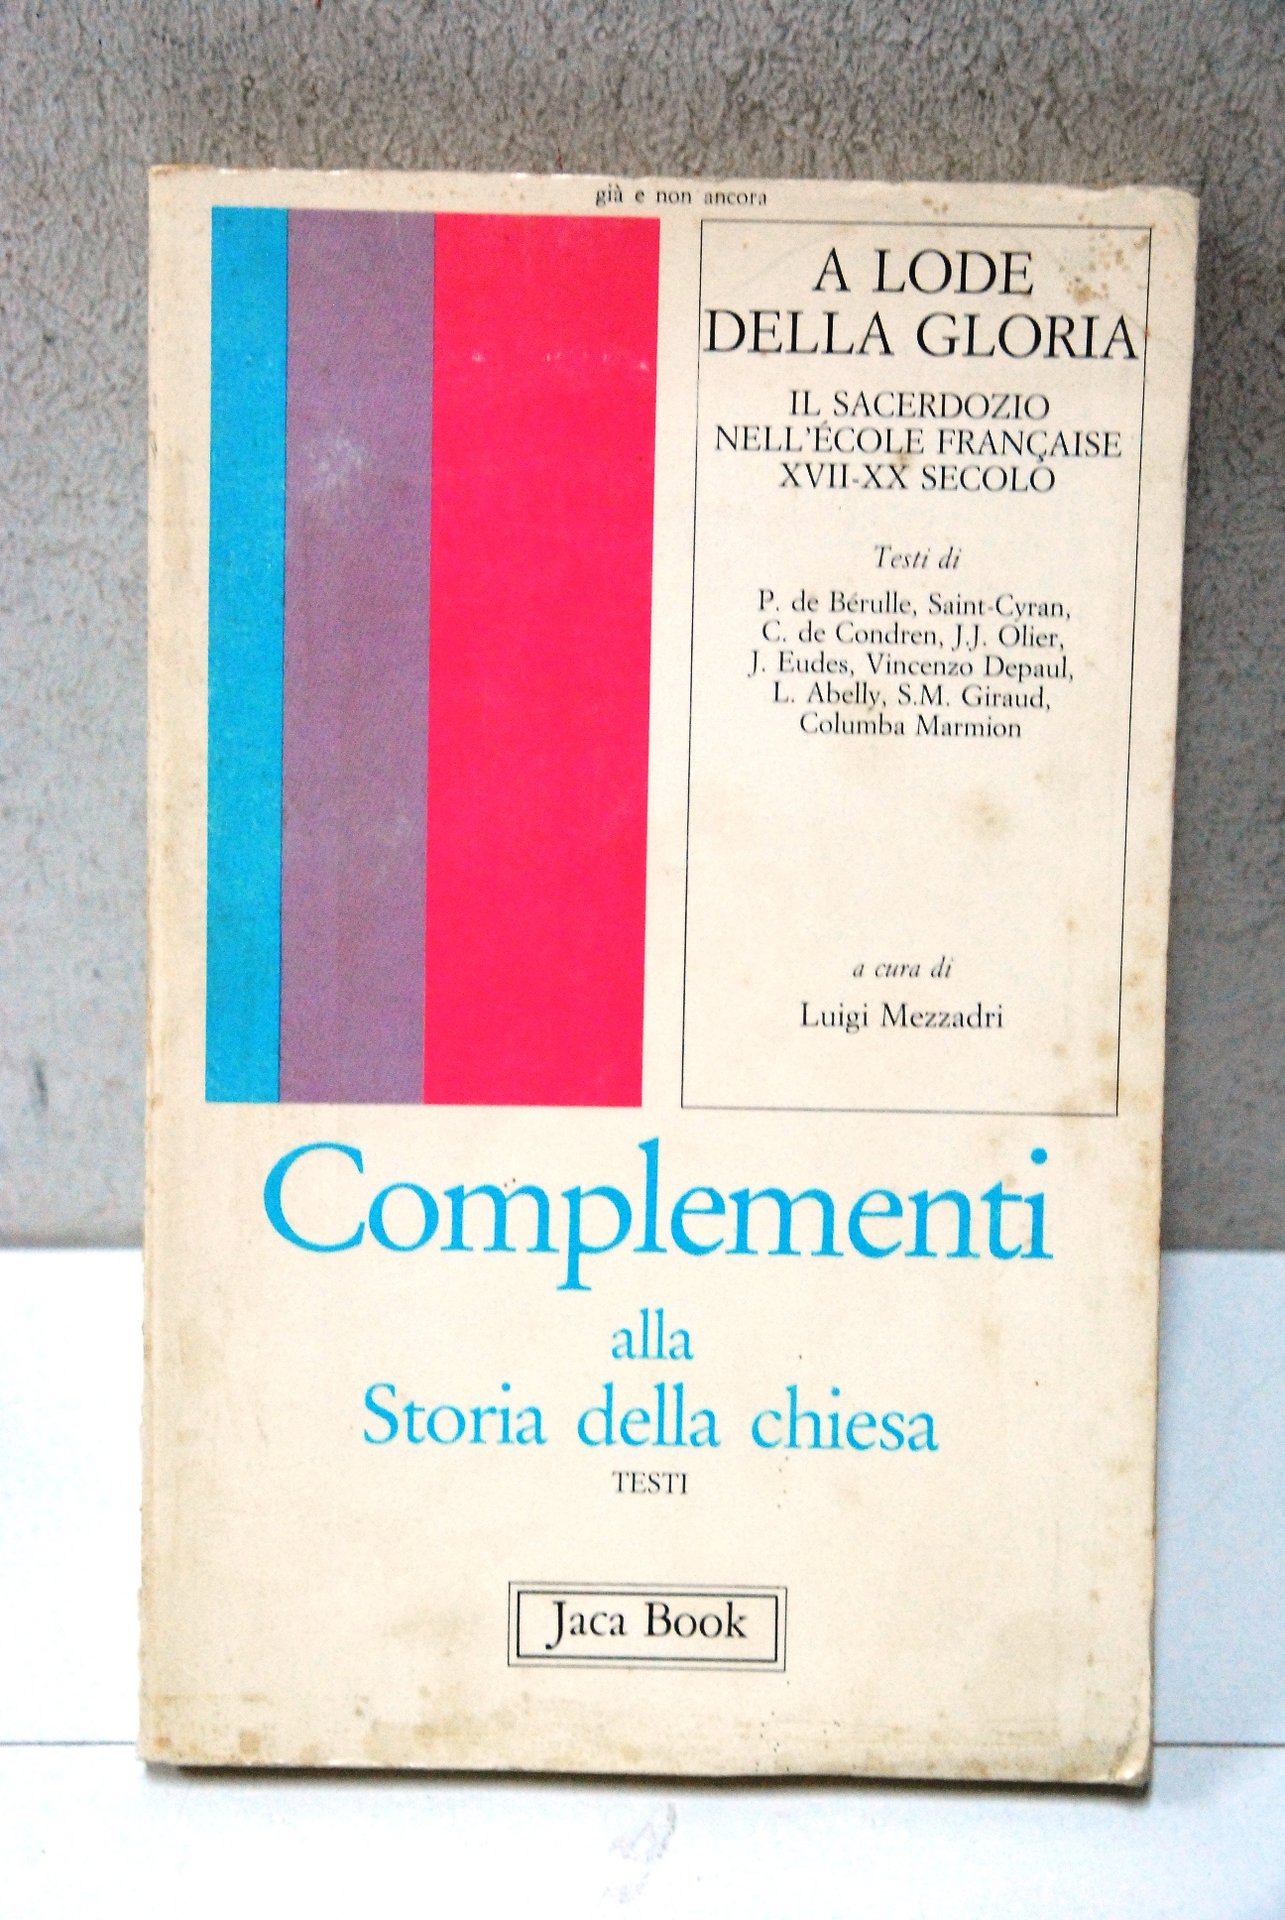 già e non ancora
A LODE
DELLA GLORIA
IL SACERDOZIO
NELL'ÉCOLE FRANÇAISE
XVII-XX SECOLO
Testi di
P. de Bérulle, Saint-Cyran,
C. de Condren, J.J. Olier,
J. Eudes, Vincenzo Depaul,
L. Abelly, S.M. Giraud,
Columba Marmion
a cura di
Luigi Mezzadri
Complementi
alla
Storia della chiesa
TESTI
Jaca Book